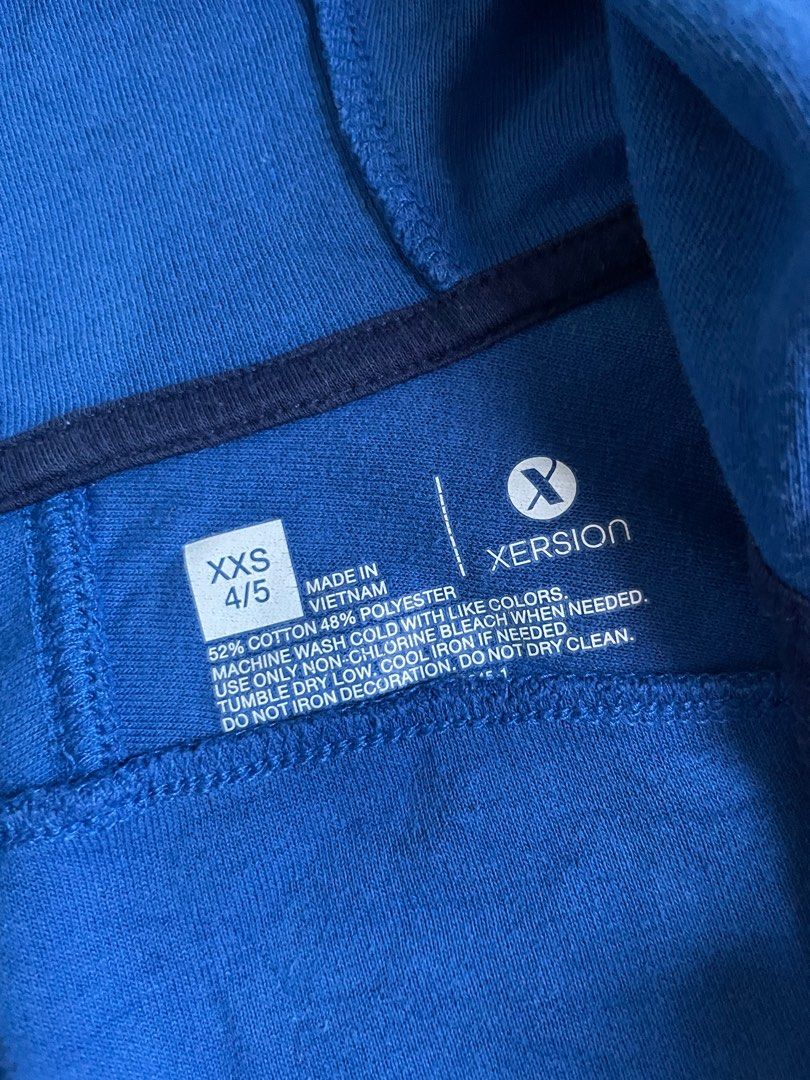 XXS
4/5
MADE IN
VIETNAM
X
XERSION
52% COTTON 48% POLYESTER
MACHINE WASH COLD WITH LIKE COLORS.
USE ONLY NON-CHLORINE BLEACH WHEN NEEDED.
TUMBLE DRY LOW. COOL IRON IF NEEDED
DO NOT IRON DECORATION. DO NOT DRY CLEAN.